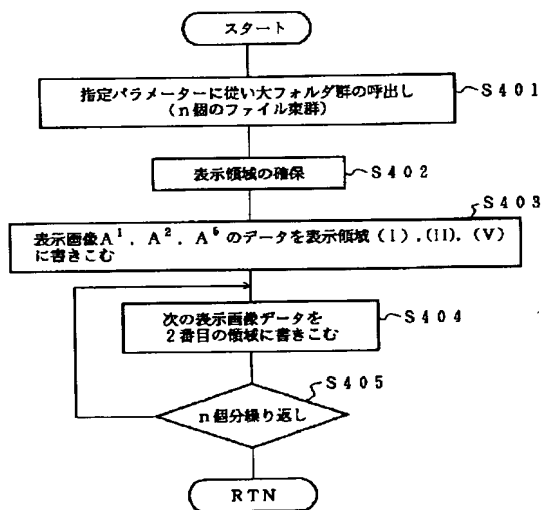 スタート
指定パラメーターに従い大フォルダ群の呼出し
(n個のファイル束群)
S401
表示領域の確保
S402
S403
表示画像A¹, A², A⁵ のデータを表示領域 (I),(II),(V)
に書きこむ
次の表示画像データを
2番目の領域に書きこむ
S404
S405
n個分繰り返し
RTN